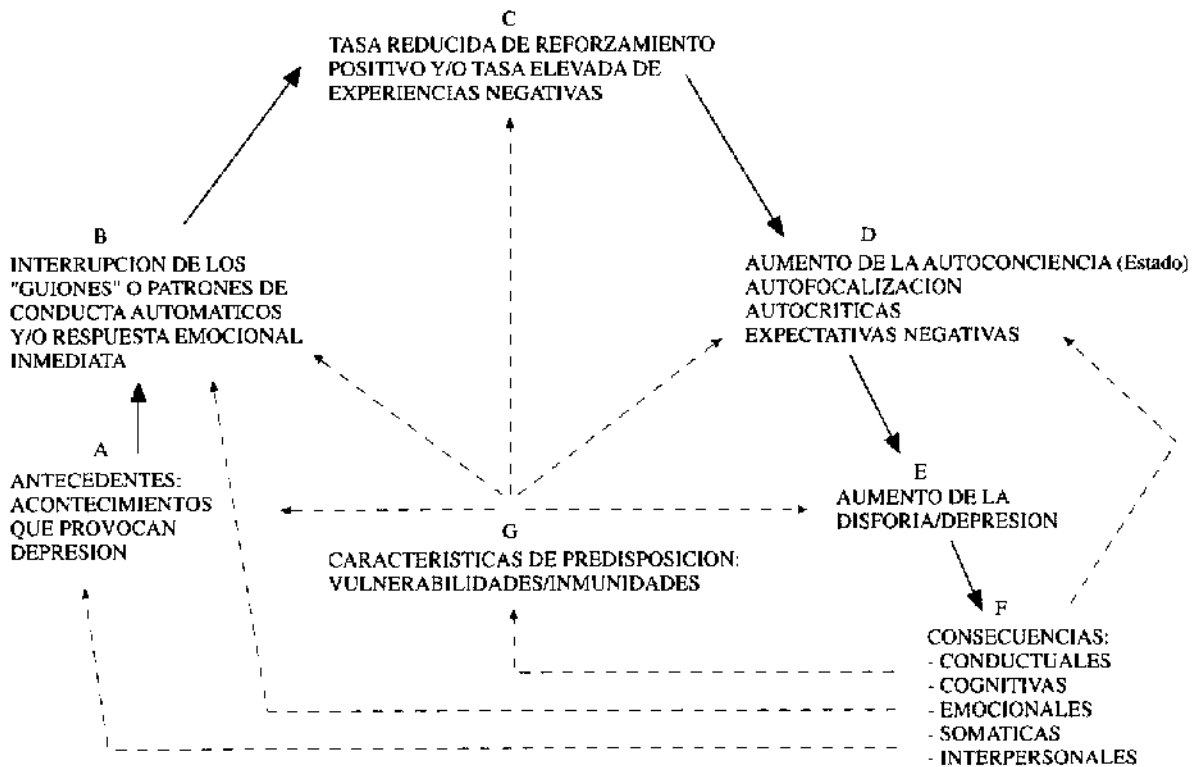 C
TASA REDUCIDA DE REFORZAMIENTO
POSITIVO Y/O TASA ELEVADA DE
EXPERIENCIAS NEGATIVAS
B
INTERRUPCION DE LOS
"GUIONES" O PATRONES DE
CONDUCTA AUTOMATICOS
Y/O RESPUESTA EMOCIONAL
INMEDIATA
D
AUMENTO DE LA AUTOCONCIENCIA (Estado)
AUTOFOCALIZACION
AUTOCRITICAS
EXPECTATIVAS NEGATIVAS
A
ANTECEDENTES:
ACONTECIMIENTOS
QUE PROVOCAN
DEPRESION
E
AUMENTO DE LA
DISFORIA/DEPRESION
G
CARACTERISTICAS DE PREDISPOSICION:
VULNERABILIDADES/INMUNIDADES
F
CONSECUENCIAS:
- CONDUCTUALES
- COGNITIVAS
- EMOCIONALES
- SOMATICAS
- INTERPERSONALES